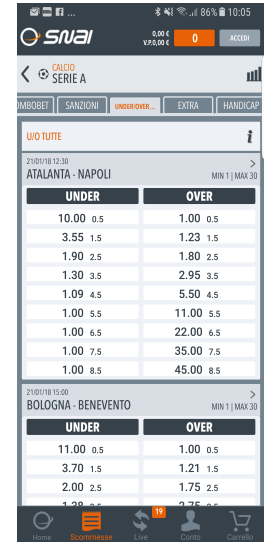 86% 10:05
SNAI
0,00 €
V.P.0,00 €
0
ACCEDI
CALCIO
SERIE A
OMBOBET
SANZIONI
UNDER/OVER...
EXTRA
HANDICAP
U/O TUTTE
i
21/01/18 12:30
ATALANTA - NAPOLI
MIN 1 | MAX 30
UNDER OVER
10.00 0.5 1.00 0.5
3.55 1.5 1.23 1.5
1.90 2.5 1.80 2.5
1.30 3.5 2.95 3.5
1.09 4.5 5.50 4.5
1.00 5.5 11.00 5.5
1.00 6.5 22.00 6.5
1.00 7.5 35.00 7.5
1.00 8.5 45.00 8.5
21/01/18 15:00
BOLOGNA - BENEVENTO
MIN 1 | MAX 30
UNDER OVER
11.00 0.5 1.00 0.5
3.70 1.5 1.21 1.5
2.00 2.5 1.75 2.5
19
Home Scommesse Live Conto Carrello